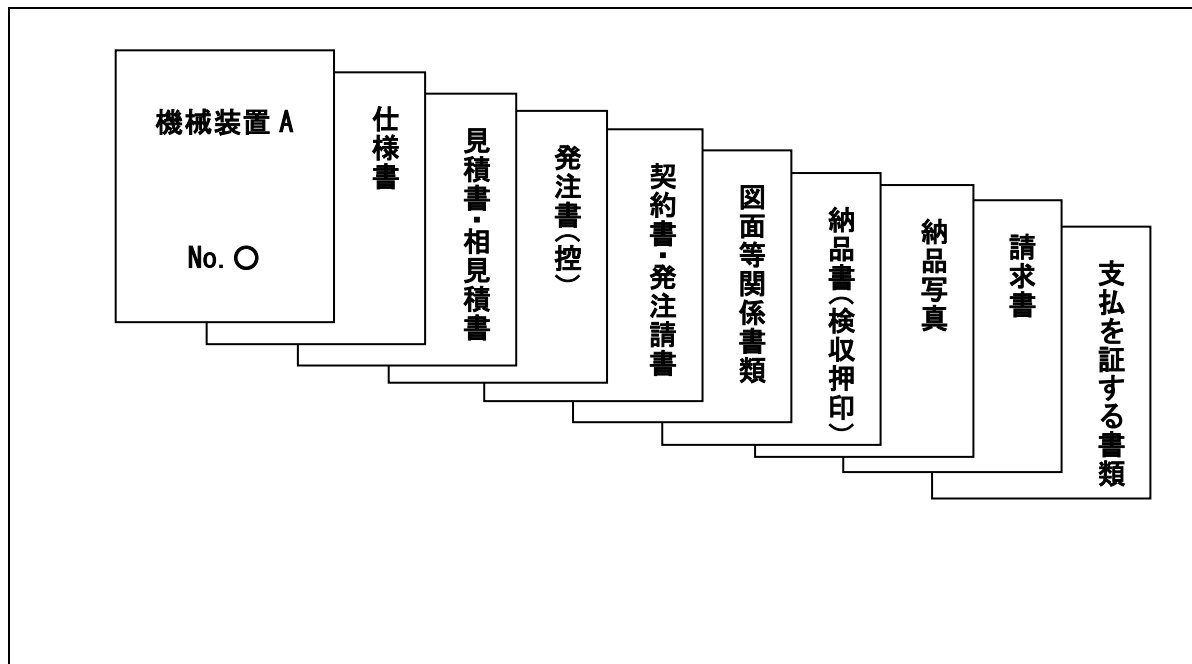 機械装置 A
No. ○
仕様書
見積書・相見積書
発注書(控)
契約書・発注請書
図面等関係書類
納品書(検収押印)
納品写真
請求書
支払を証する書類